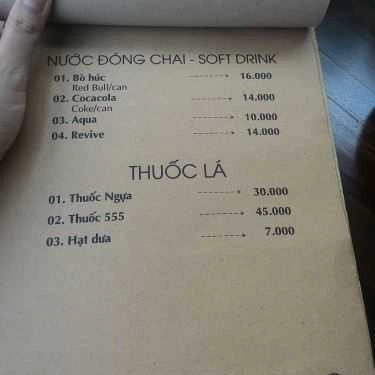 NƯỚC ĐÓNG CHAI - SOFT DRINK
01. Bò húc 16.000
Red Bull/can
02. Cocacola 14.000
Coke/can
03. Aqua 10.000
04. Revive 14.000
THUỐC LÁ
01. Thuốc Ngựa 30.000
02. Thuốc 555 45.000
03. Hạt dưa 7.000